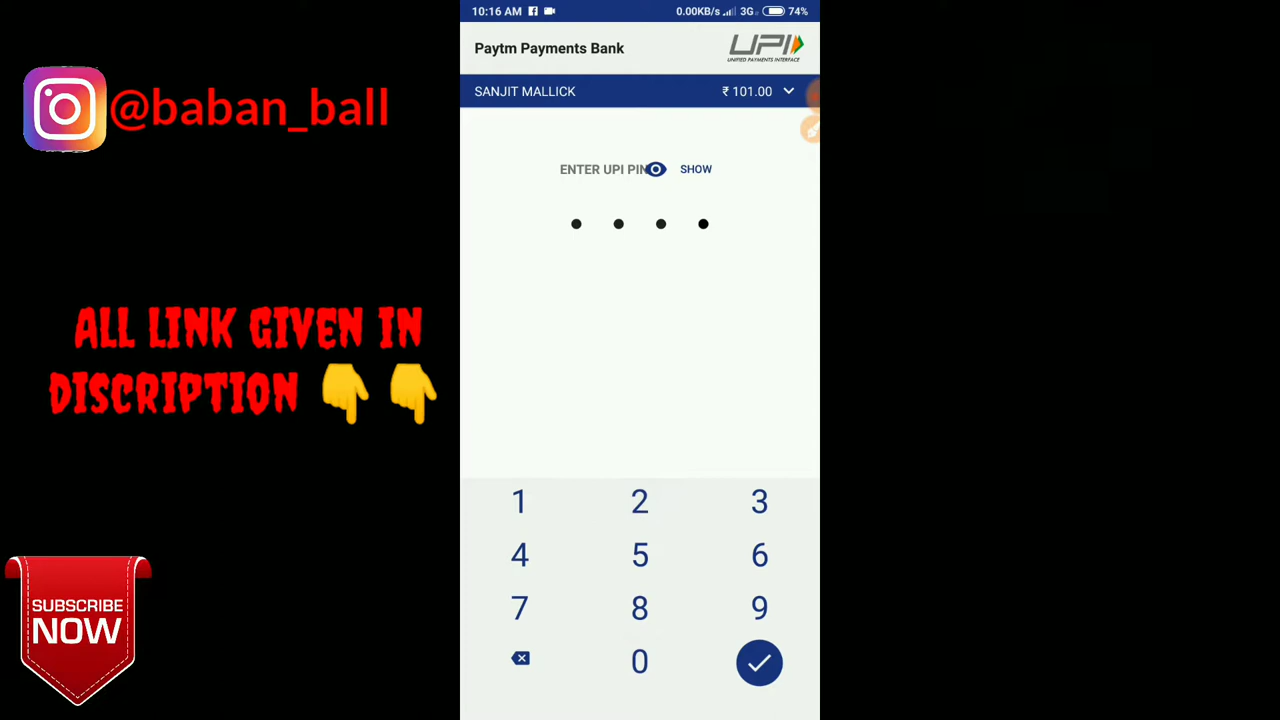 10:16 AM 0.00KB/s 3G 74%
Paytm Payments Bank
UPI
UNIFIED PAYMENTS INTERFACE
SANJIT MALLICK ₹ 101.00
@baban_ball
ENTER UPI PIN SHOW
ALL LINK GIVEN IN
DISCRIPTION 👇 👇
1 2 3
4 5 6
7 8 9
0
SUBSCRIBE
NOW